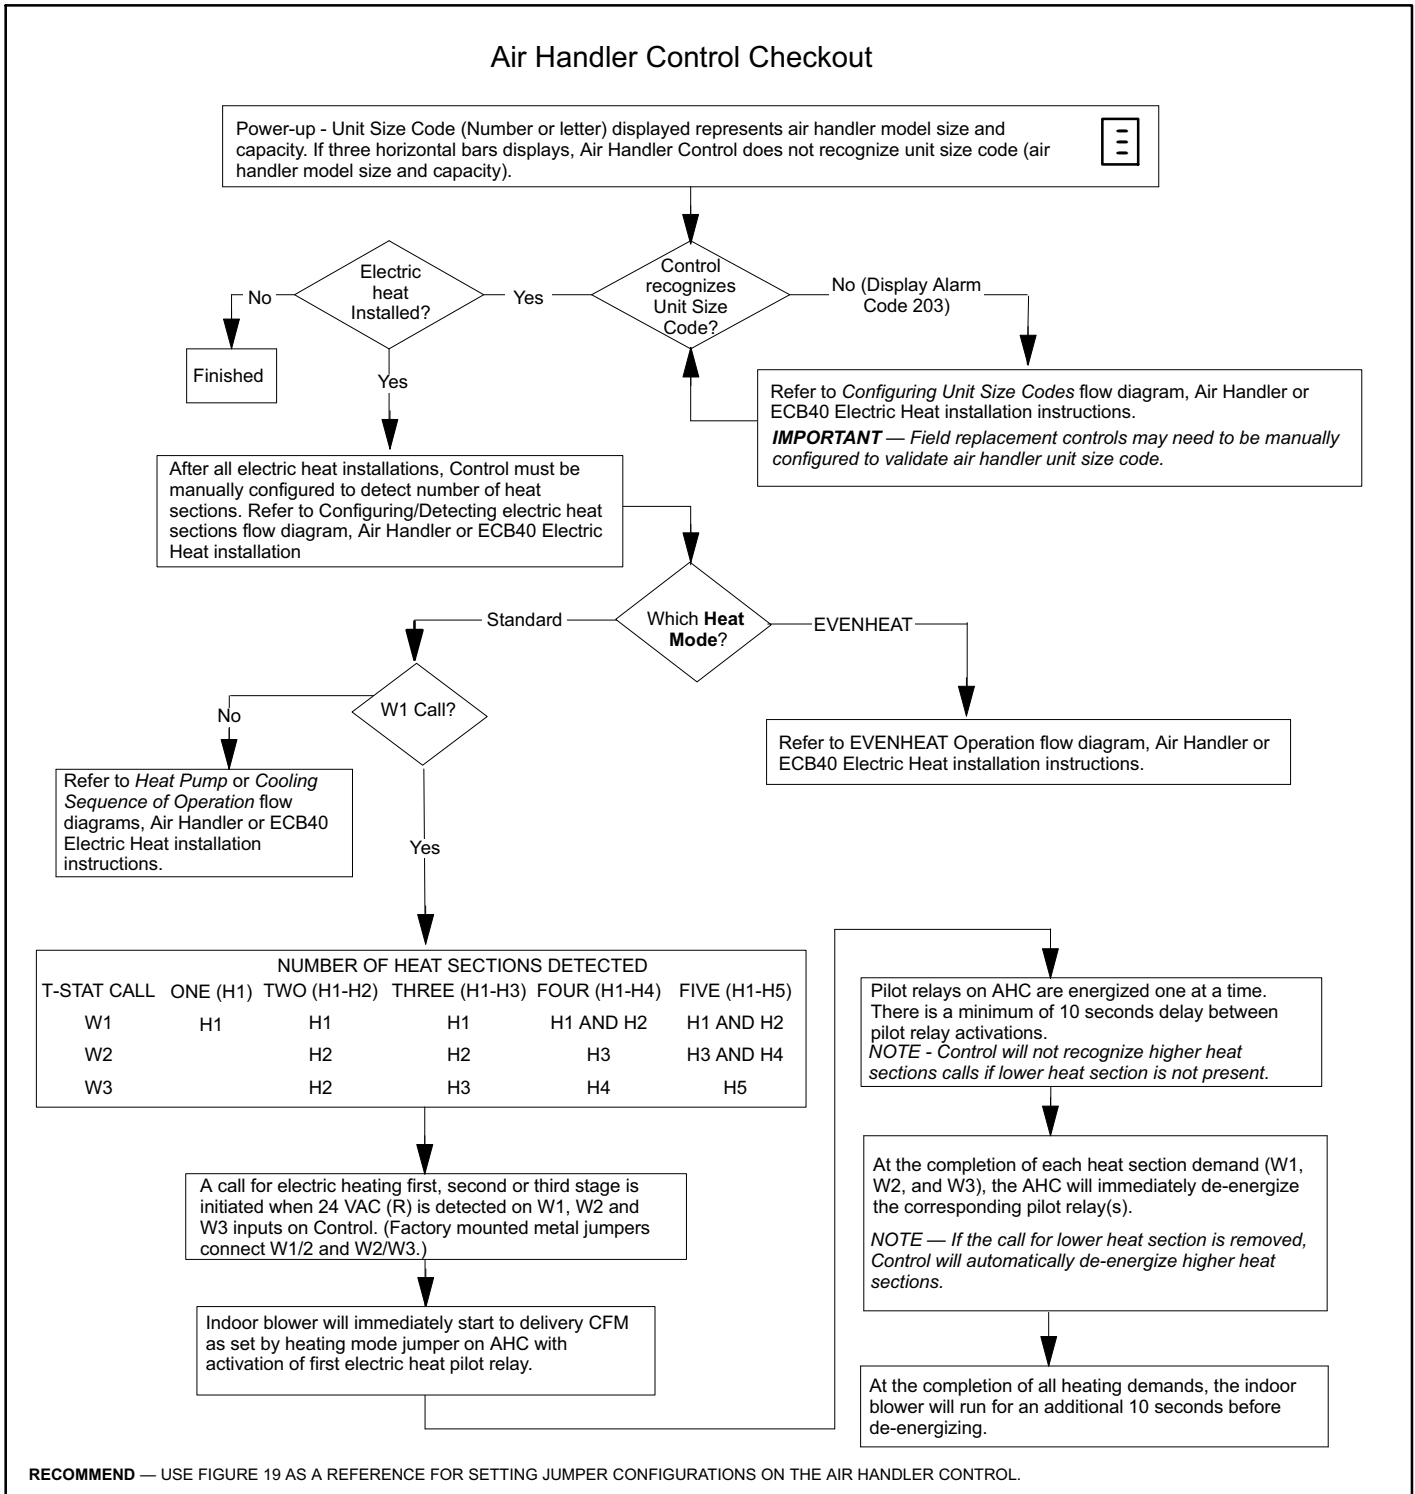 Air Handler Control Checkout
Power-up - Unit Size Code (Number or letter) displayed represents air handler model size and
capacity. If three horizontal bars displays, Air Handler Control does not recognize unit size code (air
handler model size and capacity).
Electric
heat
Installed?
No
Yes
Control
recognizes
Unit Size
Code?
No (Display Alarm
Code 203)
Finished
Yes
Refer to Configuring Unit Size Codes flow diagram, Air Handler or
ECB40 Electric Heat installation instructions.
IMPORTANT — Field replacement controls may need to be manually
configured to validate air handler unit size code.
After all electric heat installations, Control must be
manually configured to detect number of heat
sections. Refer to Configuring/Detecting electric heat
sections flow diagram, Air Handler or ECB40 Electric
Heat installation
Which Heat
Mode?
Standard
EVENHEAT
W1 Call?
No
Refer to EVENHEAT Operation flow diagram, Air Handler or
ECB40 Electric Heat installation instructions.
Refer to Heat Pump or Cooling
Sequence of Operation flow
diagrams, Air Handler or ECB40
Electric Heat installation
instructions.
Yes
NUMBER OF HEAT SECTIONS DETECTED
T-STAT CALL ONE (H1) TWO (H1-H2) THREE (H1-H3) FOUR (H1-H4) FIVE (H1-H5)
W1 H1 H1 H1 H1 AND H2 H1 AND H2
W2 H2 H2 H3 H3 AND H4
W3 H2 H3 H4 H5
A call for electric heating first, second or third stage is
initiated when 24 VAC (R) is detected on W1, W2 and
W3 inputs on Control. (Factory mounted metal jumpers
connect W1/2 and W2/W3.)
Indoor blower will immediately start to delivery CFM
as set by heating mode jumper on AHC with
activation of first electric heat pilot relay.
Pilot relays on AHC are energized one at a time.
There is a minimum of 10 seconds delay between
pilot relay activations.
NOTE - Control will not recognize higher heat
sections calls if lower heat section is not present.
At the completion of each heat section demand (W1,
W2, and W3), the AHC will immediately de-energize
the corresponding pilot relay(s).
NOTE — If the call for lower heat section is removed,
Control will automatically de-energize higher heat
sections.
At the completion of all heating demands, the indoor
blower will run for an additional 10 seconds before
de-energizing.
RECOMMEND — USE FIGURE 19 AS A REFERENCE FOR SETTING JUMPER CONFIGURATIONS ON THE AIR HANDLER CONTROL.